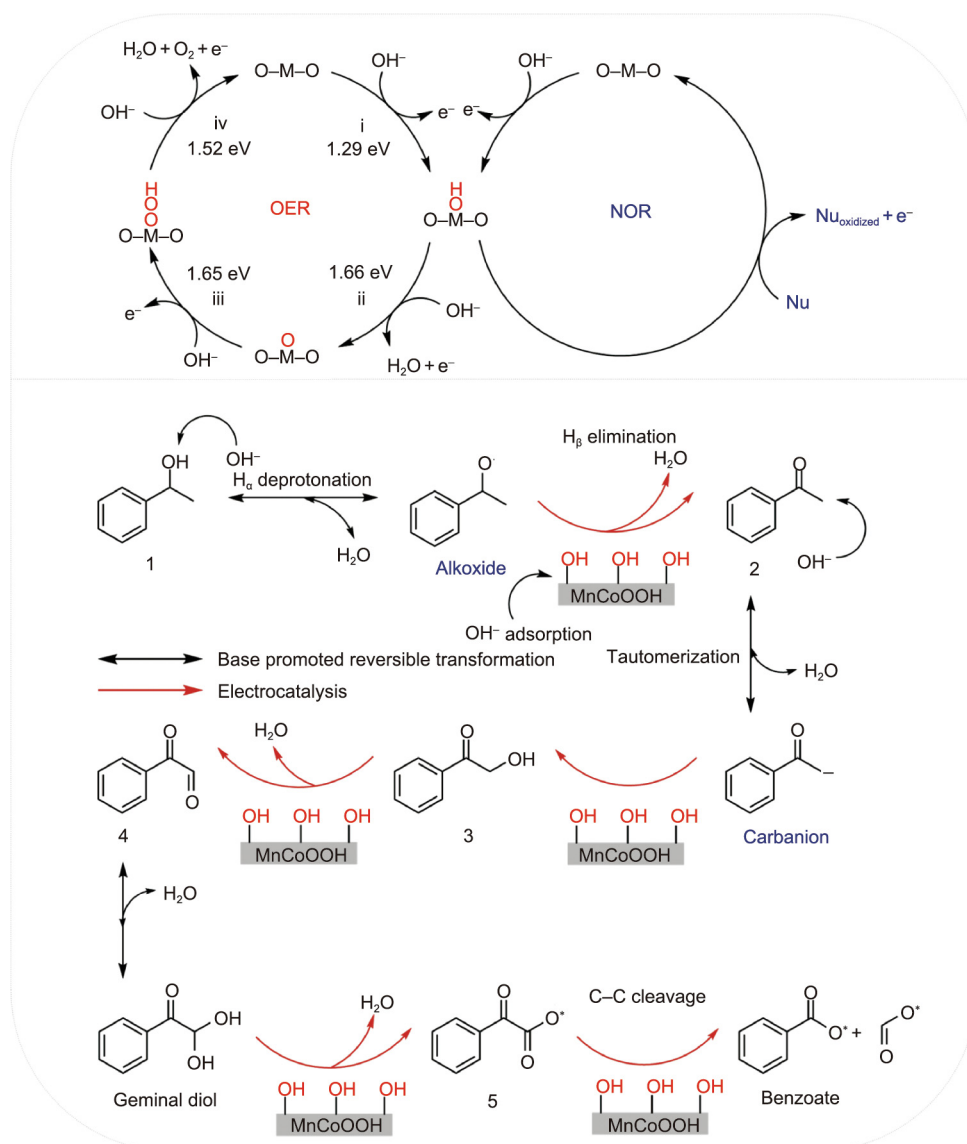 H₂O + O₂ + e⁻
O–M–O
OH⁻
OH⁻
O–M–O
OH⁻
e⁻
e⁻
iv
1.52 eV
i
1.29 eV
H
O
O
O–M–O
OER
H
O
O–M–O
NOR
Nu_oxidized + e⁻
1.65 eV
iii
1.66 eV
ii
OH⁻
Nu
e⁻
OH⁻
O
O–M–O
H₂O + e⁻
OH
OH⁻
Hα deprotonation
H₂O
1
O·
Alkoxide
Hβ elimination
H₂O
OH OH OH
MnCoOOH
OH⁻ adsorption
O
2
OH⁻
Base promoted reversible transformation
Electrocatalysis
Tautomerization
H₂O
O
O
4
H₂O
OH OH OH
MnCoOOH
O
OH
3
OH OH OH
MnCoOOH
O
–
Carbanion
H₂O
O
OH
OH
Geminal diol
H₂O
OH OH OH
MnCoOOH
O
O*
O
5
C–C cleavage
OH OH OH
MnCoOOH
O
O* +
O*
O
Benzoate